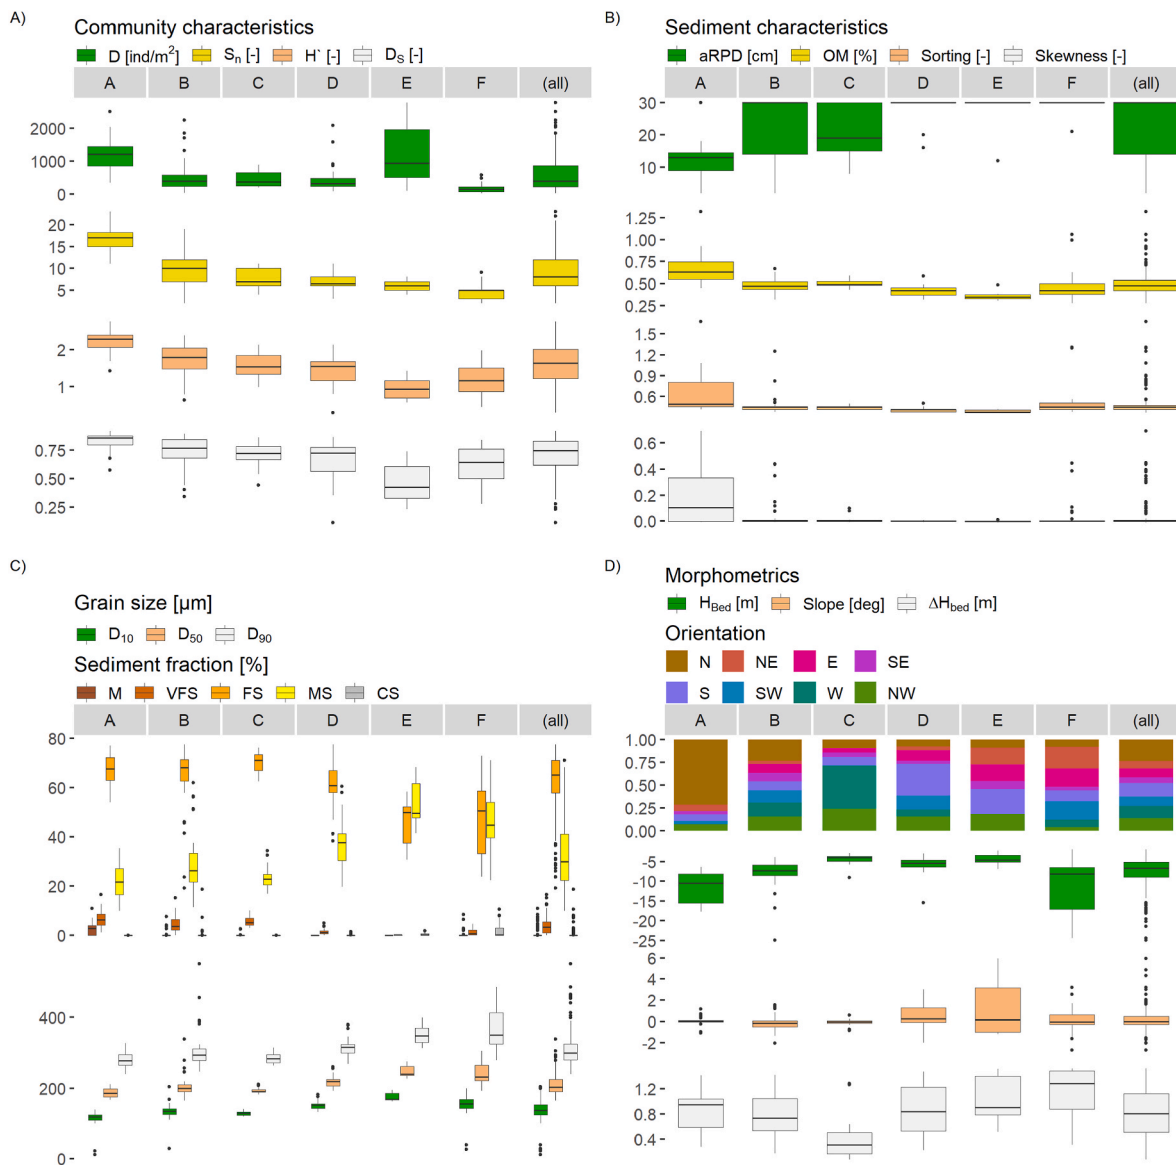 A)
Community characteristics
D [ind/m²] Sₙ [-] H` [-] D_S [-]
A B C D E F (all)
2000
1000
0
20
15
10
5
2
1
0.75
0.50
0.25
B)
Sediment characteristics
aRPD [cm] OM [%] Sorting [-] Skewness [-]
A B C D E F (all)
30
20
10
1.25
1.00
0.75
0.50
0.25
1.5
1.2
0.9
0.6
0.6
0.4
0.2
0.0
C)
Grain size [µm]
D₁₀ D₅₀ D₉₀
Sediment fraction [%]
M VFS FS MS CS
A B C D E F (all)
80
60
40
20
0
400
200
0
D)
Morphometrics
H_Bed [m] Slope [deg] ΔH_bed [m]
Orientation
N NE E SE
S SW W NW
A B C D E F (all)
1.00
0.75
0.50
0.25
0.00
-5
-10
-15
-20
-25
6
4
2
0
-2
1.2
0.8
0.4